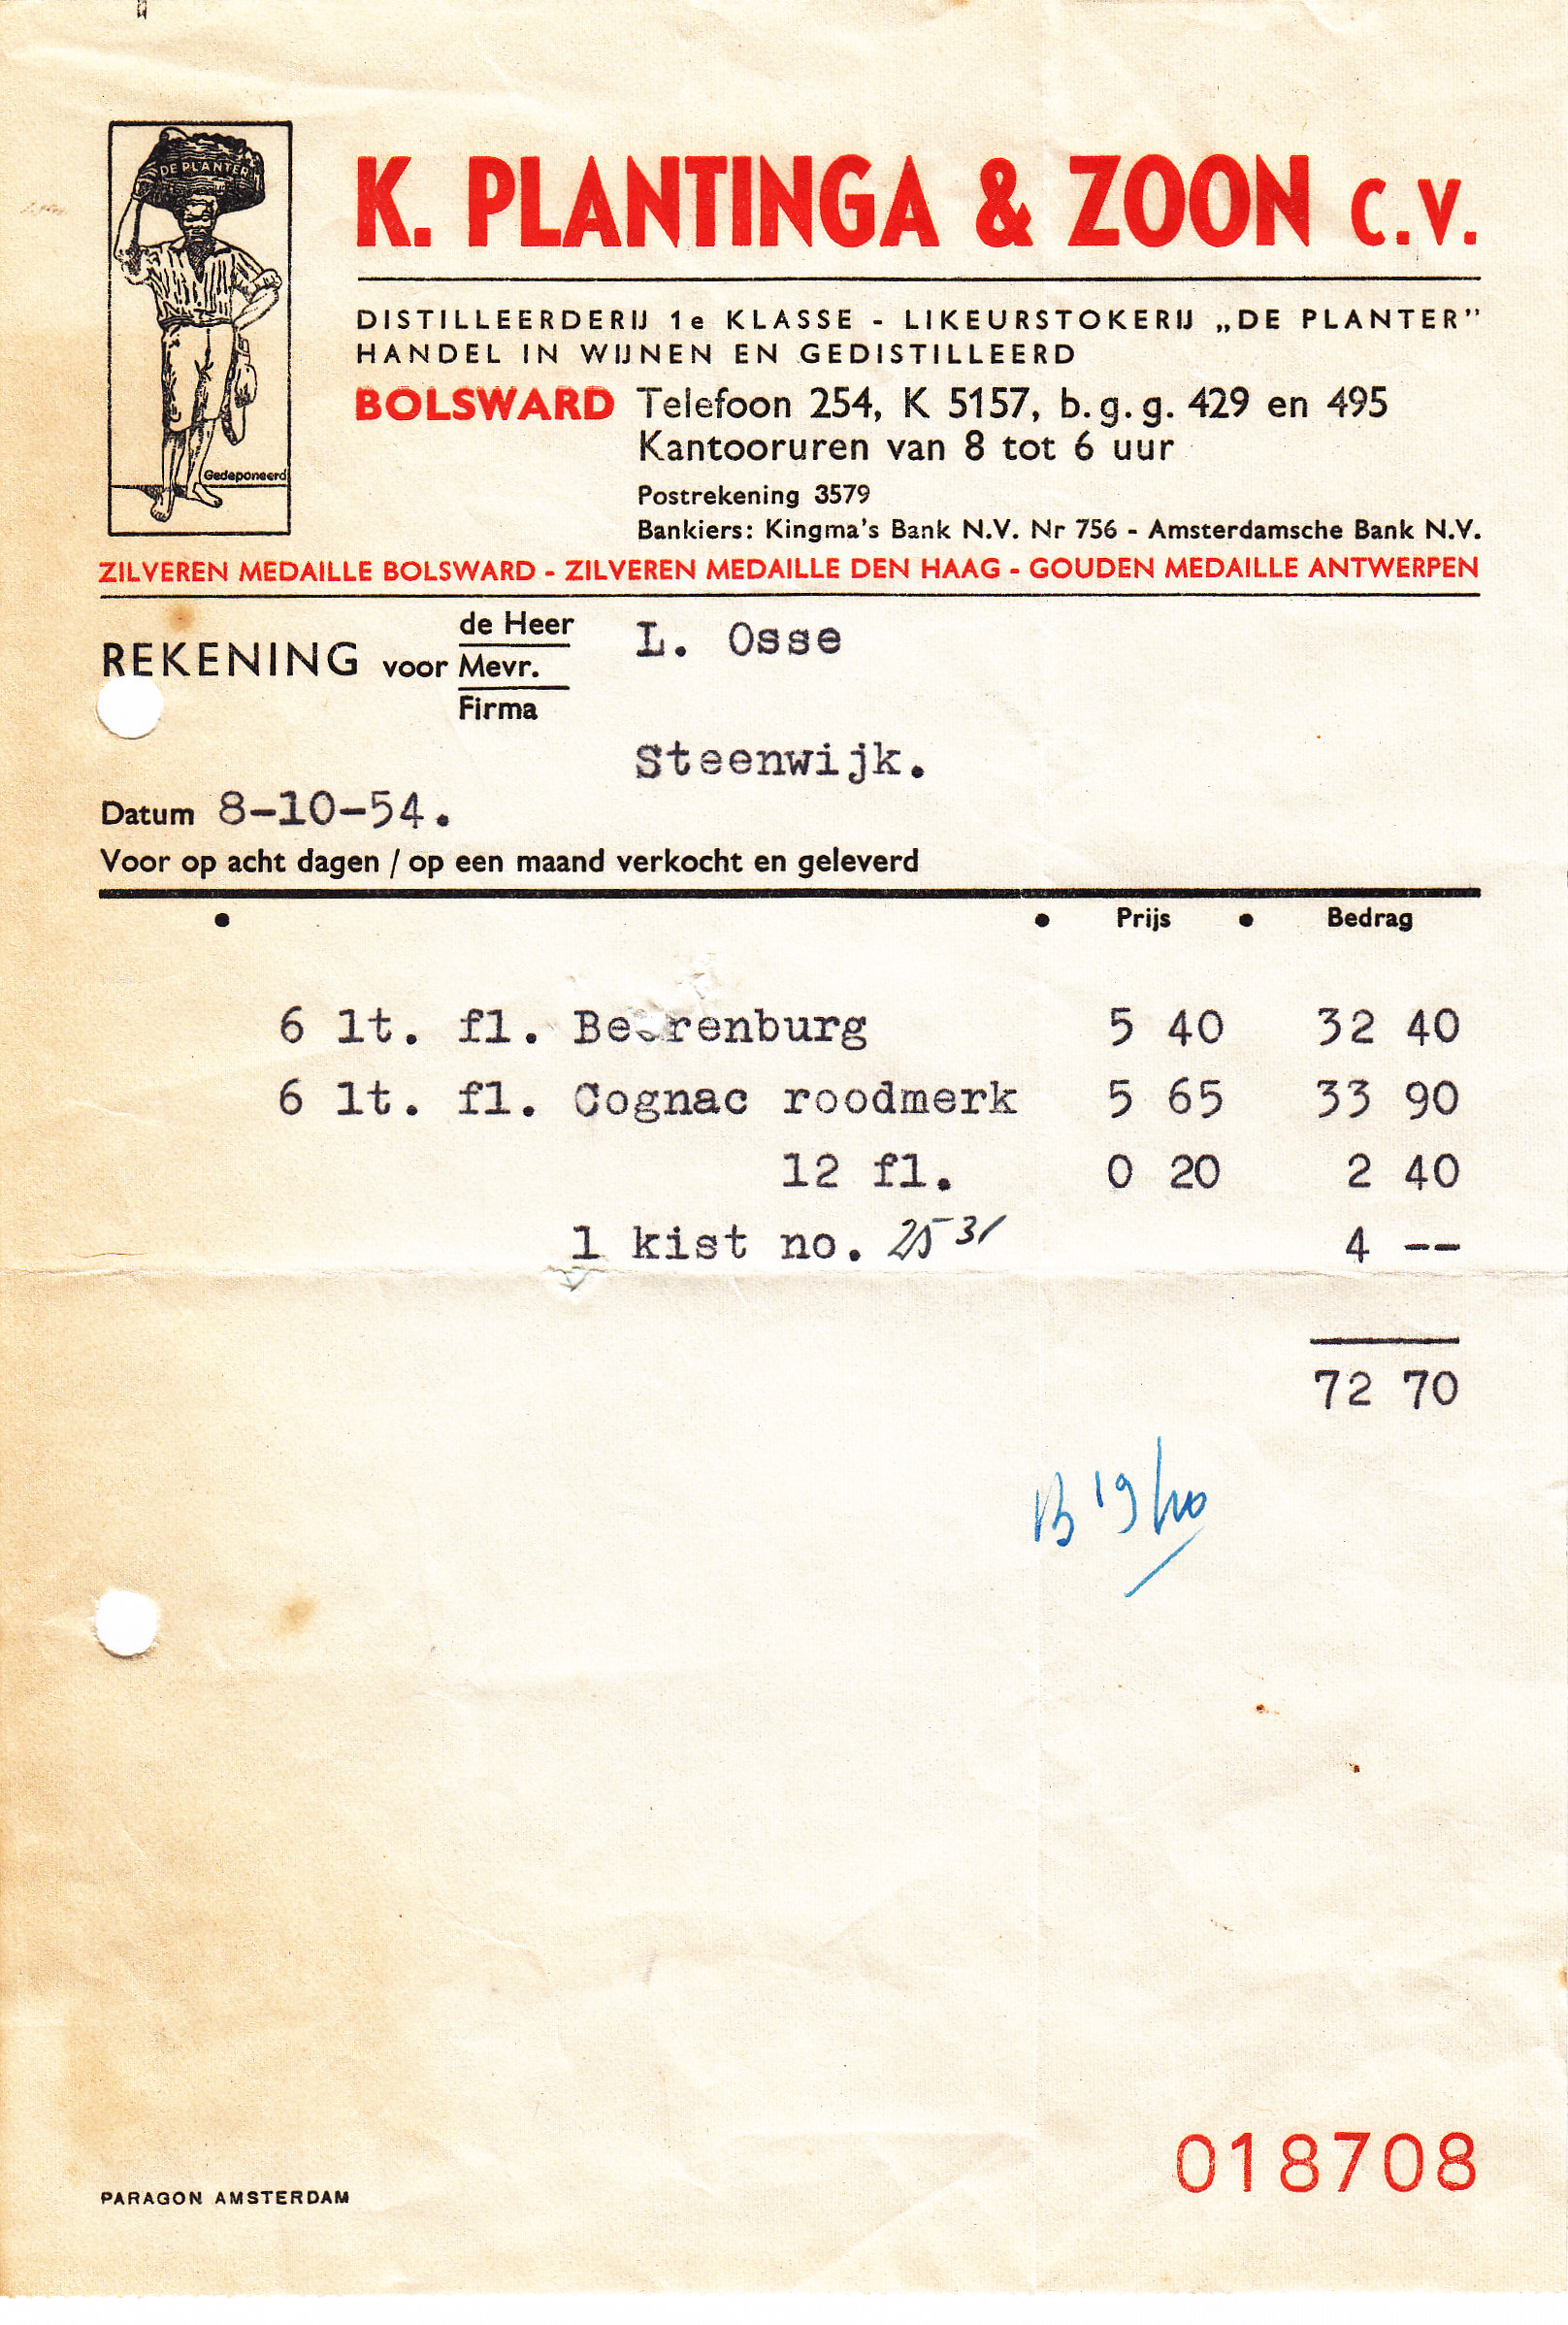 DE PLANTER
Gedeponeerd
K. PLANTINGA & ZOON C.V.
DISTILLEERDERIJ 1e KLASSE - LIKEURSTOKERIJ „DE PLANTER”
HANDEL IN WIJNEN EN GEDISTILLEERD
BOLSWARD Telefoon 254, K 5157, b.g.g. 429 en 495
Kantooruren van 8 tot 6 uur
Postrekening 3579
Bankiers: Kingma's Bank N.V. Nr 756 - Amsterdamsche Bank N.V.
ZILVEREN MEDAILLE BOLSWARD - ZILVEREN MEDAILLE DEN HAAG - GOUDEN MEDAILLE ANTWERPEN
REKENING voor de Heer
Mevr.
Firma
L. Osse
Steenwijk.
Datum 8-10-54.
Voor op acht dagen / op een maand verkocht en geleverd
Prijs Bedrag
6 lt. fl. Beerenburg 5 40 32 40
6 lt. fl. Cognac roodmerk 5 65 33 90
12 fl. 0 20 2 40
1 kist no. 2531 4 --
72 70
B 19/10
PARAGON AMSTERDAM
018708